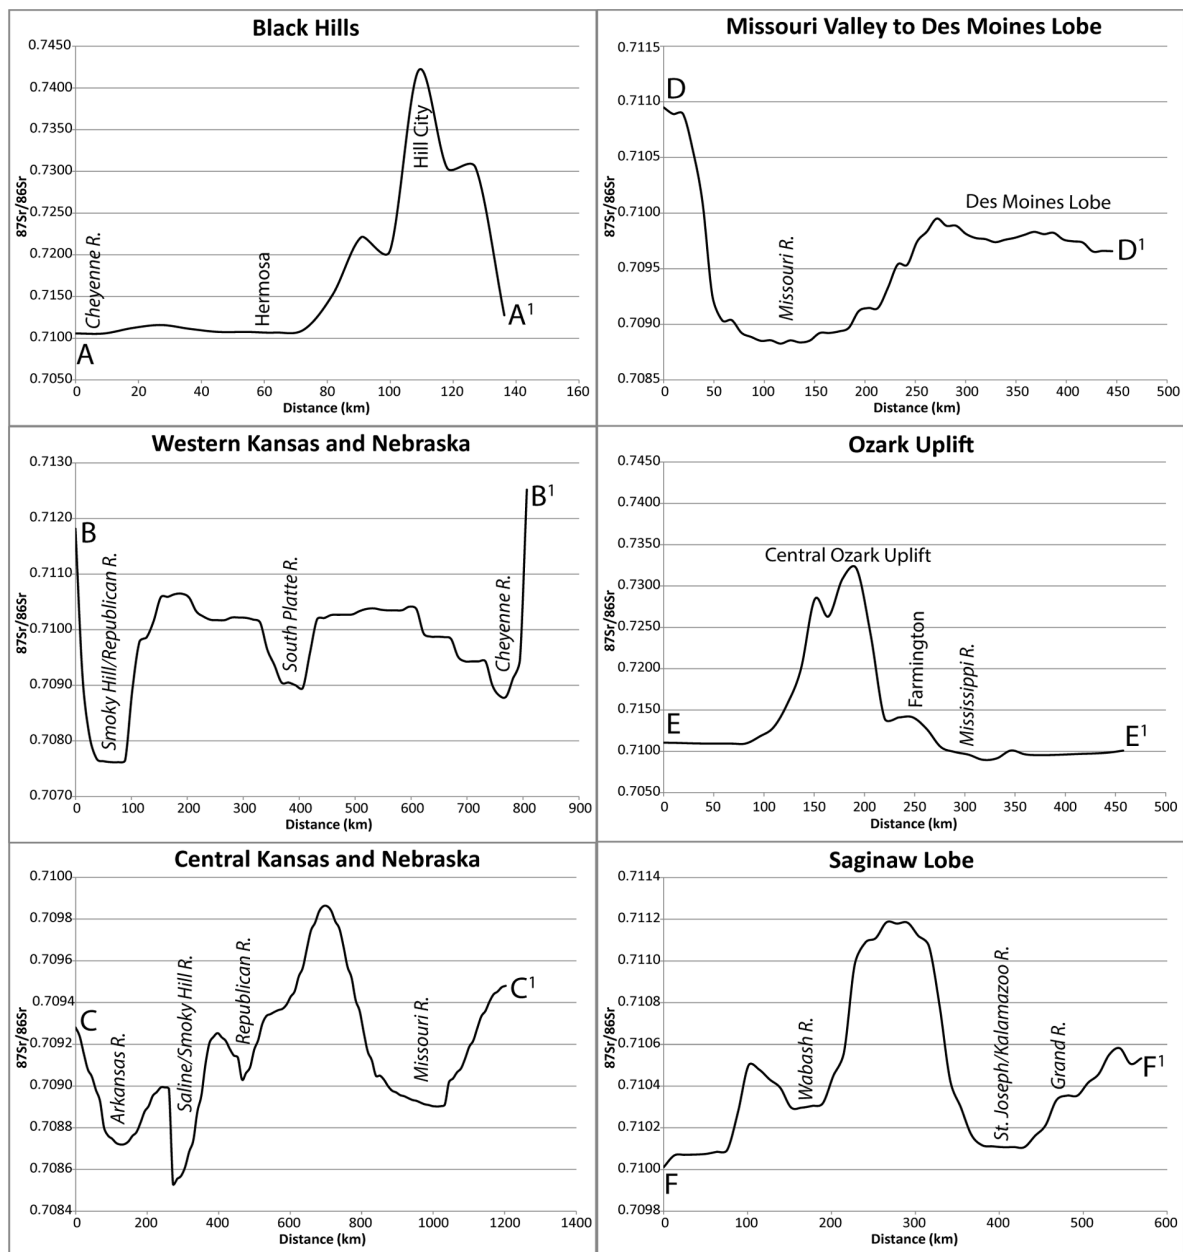 Black Hills
0.7450
0.7400
0.7350
0.7300
0.7250
0.7200
0.7150
0.7100
0.7050
87Sr/86Sr
Cheyenne R.
Hermosa
Hill City
A
A¹
0 20 40 60 80 100 120 140 160
Distance (km)
Missouri Valley to Des Moines Lobe
0.7115
0.7110
0.7105
0.7100
0.7095
0.7090
0.7085
87Sr/86Sr
D
Missouri R.
Des Moines Lobe
D¹
0 50 100 150 200 250 300 350 400 450 500
Distance (km)
Western Kansas and Nebraska
0.7130
0.7120
0.7110
0.7100
0.7090
0.7080
0.7070
87Sr/86Sr
B
Smoky Hill/Republican R.
South Platte R.
Cheyenne R.
B¹
0 100 200 300 400 500 600 700 800 900
Distance (km)
Ozark Uplift
0.7450
0.7400
0.7350
0.7300
0.7250
0.7200
0.7150
0.7100
0.7050
87Sr/86Sr
E
Central Ozark Uplift
Farmington
Mississippi R.
E¹
0 50 100 150 200 250 300 350 400 450 500
Distance (km)
Central Kansas and Nebraska
0.7100
0.7098
0.7096
0.7094
0.7092
0.7090
0.7088
0.7086
0.7084
87Sr/86Sr
C
Arkansas R.
Saline/Smoky Hill R.
Republican R.
Missouri R.
C¹
0 200 400 600 800 1000 1200 1400
Distance (km)
Saginaw Lobe
0.7114
0.7112
0.7110
0.7108
0.7106
0.7104
0.7102
0.7100
0.7098
87Sr/86Sr
F
Wabash R.
St. Joseph/Kalamazoo R.
Grand R.
F¹
0 100 200 300 400 500 600
Distance (km)